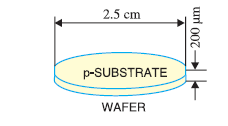 2.5 cm
200 μm
p-SUBSTRATE
WAFER